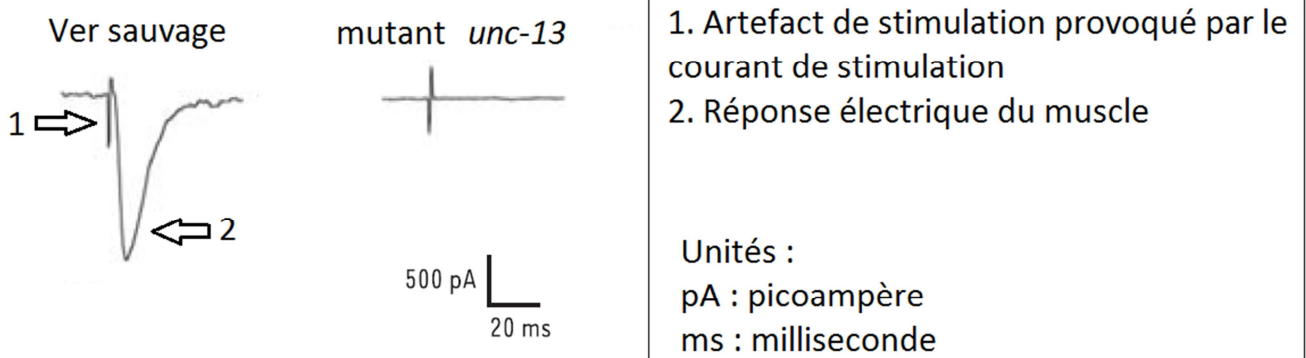 Ver sauvage
mutant unc-13
1
2
500 pA
20 ms
1. Artefact de stimulation provoqué par le
courant de stimulation
2. Réponse électrique du muscle
Unités :
pA : picoampère
ms : milliseconde